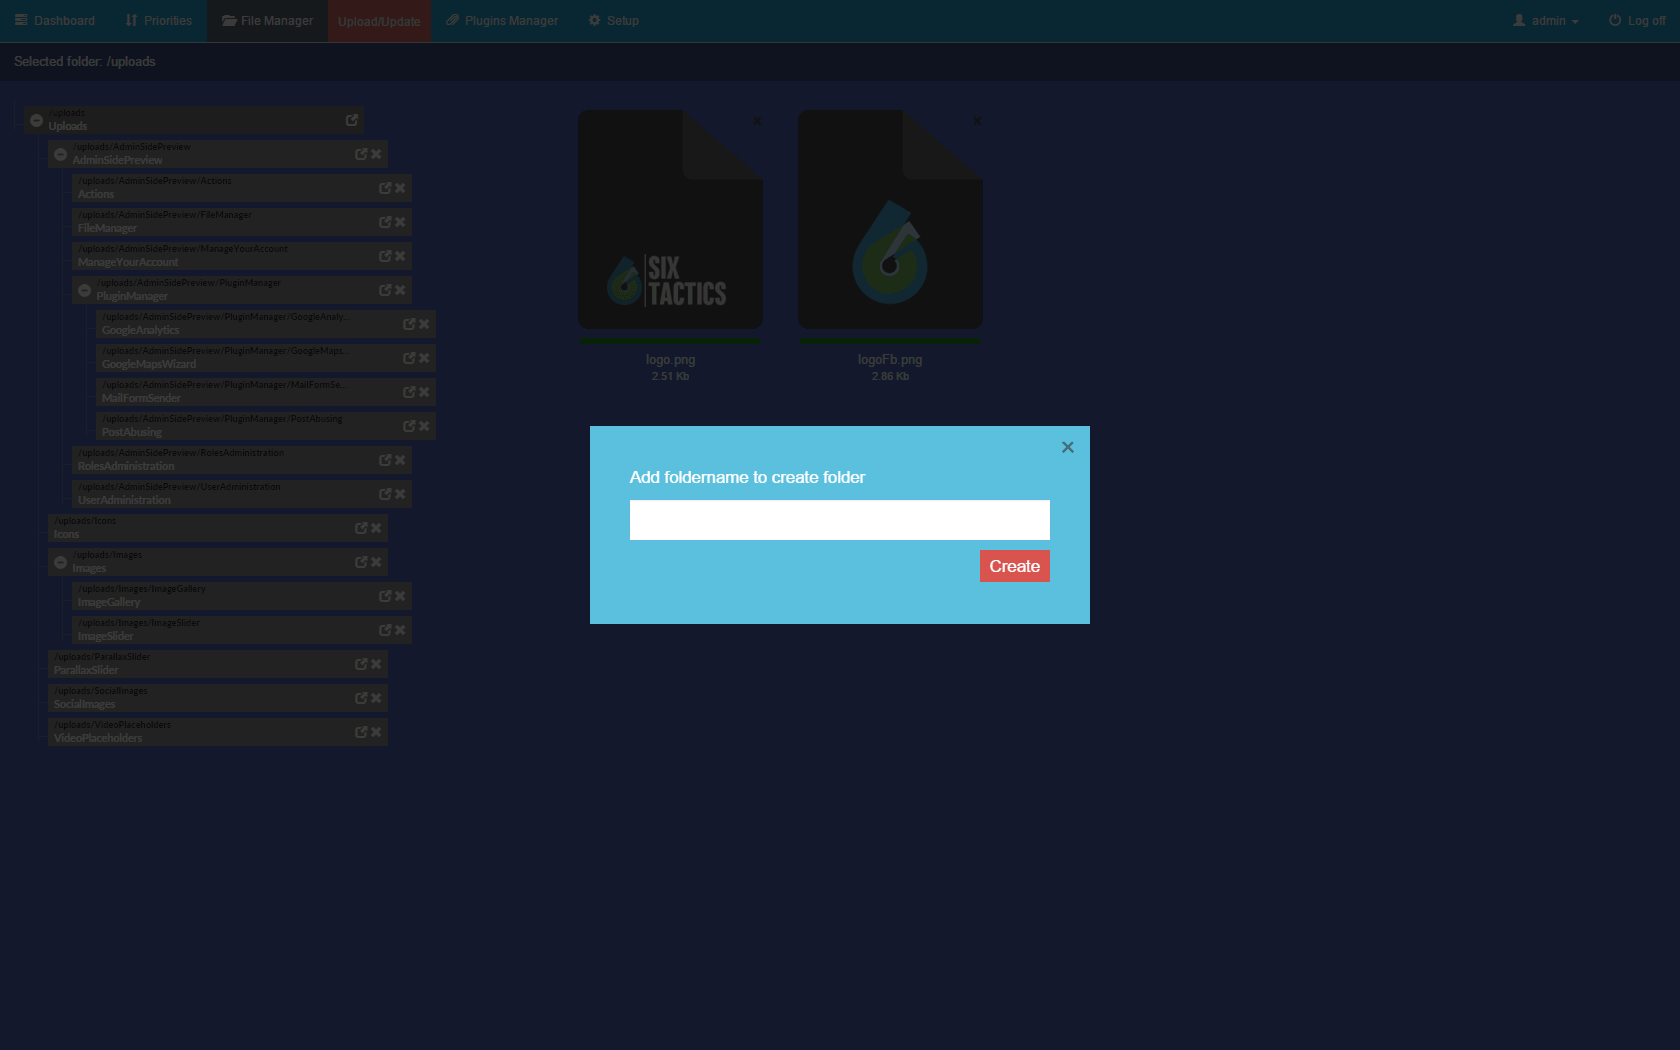 Dashboard
Priorities
File Manager
Upload/Update
Plugins Manager
Setup
admin
Log off
Selected folder: /uploads
/uploads
Uploads
/uploads/AdminSidePreview
AdminSidePreview
/uploads/AdminSidePreview/Actions
Actions
/uploads/AdminSidePreview/FileManager
FileManager
/uploads/AdminSidePreview/ManageYourAccount
ManageYourAccount
/uploads/AdminSidePreview/PluginManager
PluginManager
/uploads/AdminSidePreview/PluginManager/GoogleAnaly...
GoogleAnalytics
/uploads/AdminSidePreview/PluginManager/GoogleMaps...
GoogleMapsWizard
/uploads/AdminSidePreview/PluginManager/MailFormSe...
MailFormSender
/uploads/AdminSidePreview/PluginManager/PostAbusing
PostAbusing
/uploads/AdminSidePreview/RolesAdministration
RolesAdministration
/uploads/AdminSidePreview/UserAdministration
UserAdministration
/uploads/Icons
Icons
/uploads/Images
Images
/uploads/Images/ImageGallery
ImageGallery
/uploads/Images/ImageSlider
ImageSlider
/uploads/ParallaxSlider
ParallaxSlider
/uploads/SocialImages
SocialImages
/uploads/VideoPlaceholders
VideoPlaceholders
SIX
TACTICS
logo.png
2.51 Kb
logoFb.png
2.86 Kb
Add foldername to create folder
Create